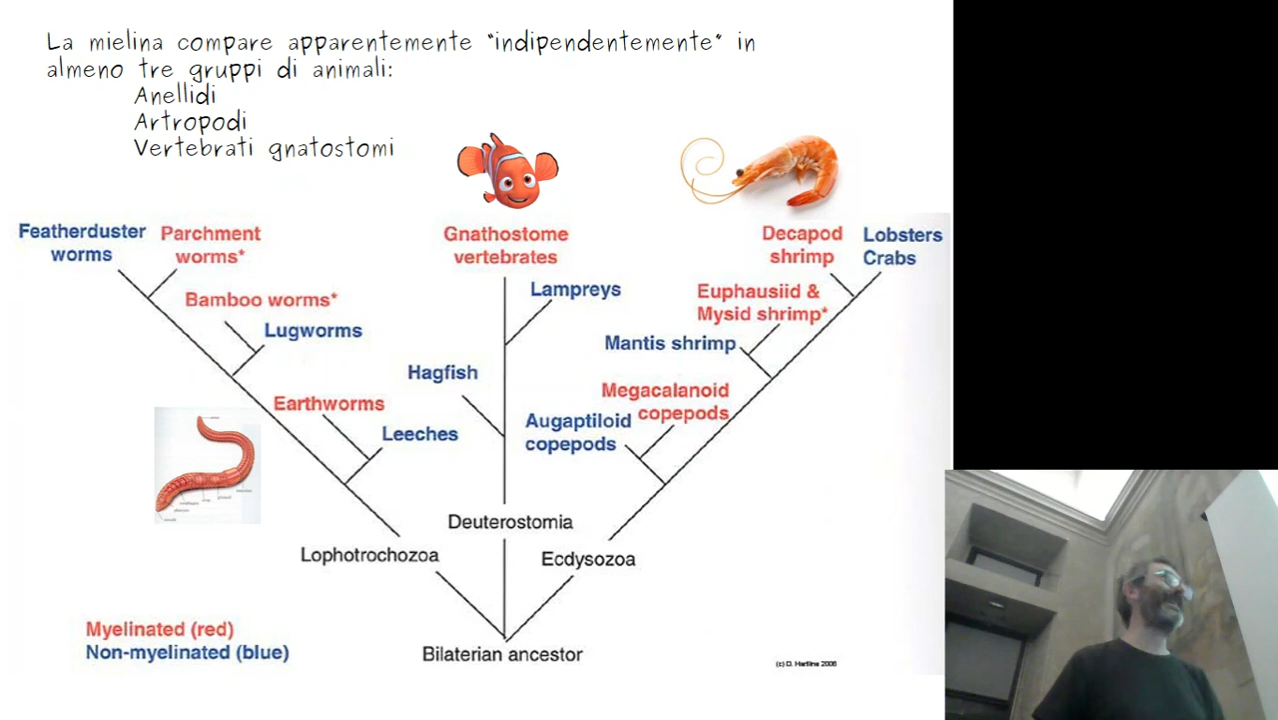 La mielina compare apparentemente "indipendentemente" in
almeno tre gruppi di animali:
Anellidi
Artropodi
Vertebrati gnatostomi
Featherduster
worms
Parchment
worms*
Gnathostome
vertebrates
Decapod
shrimp
Lobsters
Crabs
Bamboo worms*
Lugworms
Lampreys
Euphausiid &
Mysid shrimp*
Mantis shrimp
Hagfish
Megacalanoid
copepods
Earthworms
Leeches
Augaptiloid
copepods
Deuterostomia
Lophotrochozoa
Ecdysozoa
Myelinated (red)
Non-myelinated (blue)
Bilaterian ancestor
(c) D. Hartline 2008